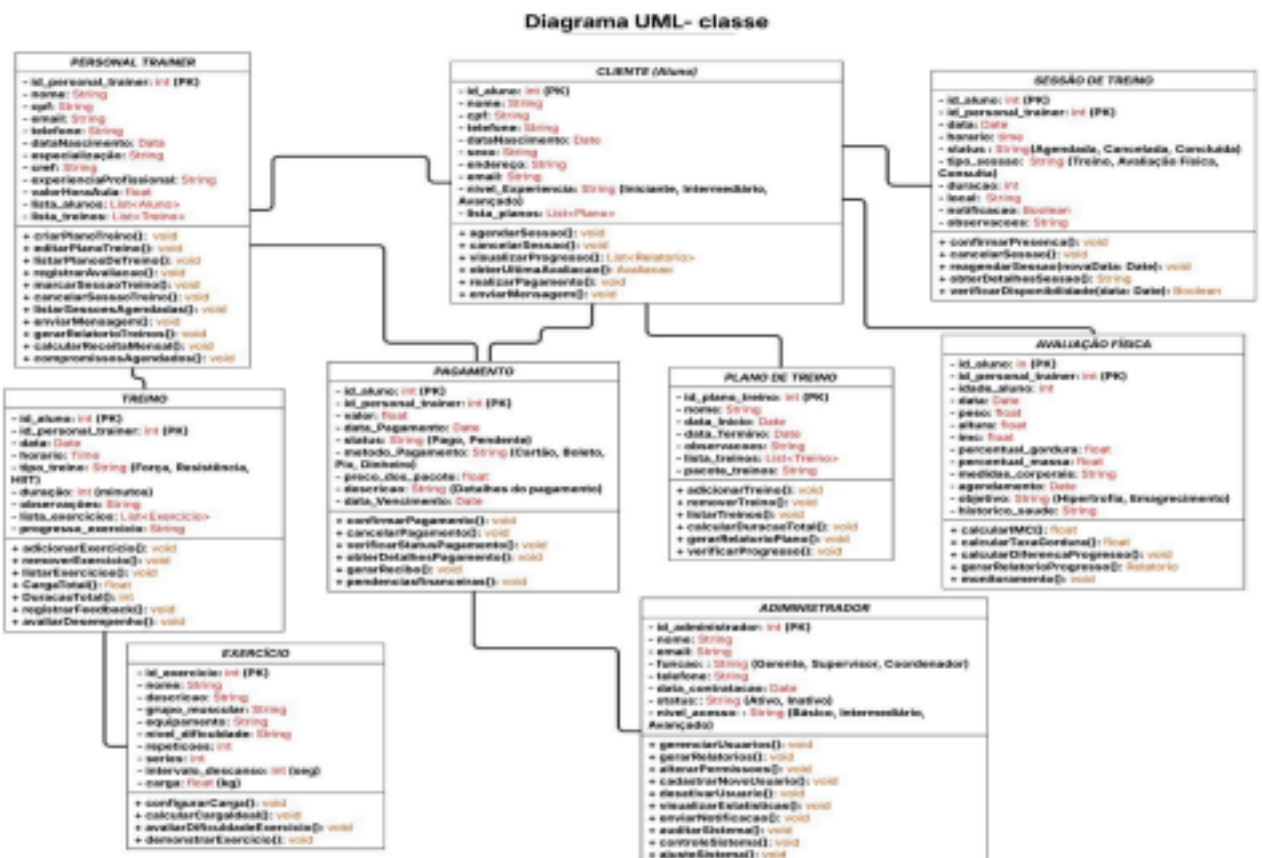 Diagrama UML- classe
PERSONAL TRAINER
- id_personal_trainer: int (PK)
- nome: String
- cpf: String
- email: String
- telefone: String
- dataNascimento: Data
- especialização: String
- cref: String
- experienciaProfissional: String
- valorHoraAula: float
- lista_alunos: List<Aluno>
- lista_treinos: List<Treino>
+ criarPlanoTreino(): void
+ editarPlanoTreino(): void
+ listarPlanosDeTreino(): void
+ registrarAvaliacao(): void
+ marcarSessaoTreino(): void
+ cancelarSessaoTreino(): void
+ listarSessoesAgendadas(): void
+ enviarMensagem(): void
+ gerarRelatorioTreinos(): void
+ calcularReceitaMensal(): void
+ compromissosAgendados(): void
CLIENTE (Aluno)
- id_aluno: int (PK)
- nome: String
- cpf: String
- telefone: String
- dataNascimento: Date
- sexo: String
- endereço: String
- email: String
- nivel_Experiencia: String (Iniciante, Intermediário,
Avançado)
- lista_planos: List<Plano>
+ agendarSessao(): void
+ cancelarSessao(): void
+ visualizarProgresso(): List<Relatorio>
+ obterUltimaAvaliacao(): Avaliacao
+ realizarPagamento(): void
+ enviarMensagem(): void
SESSÃO DE TREINO
- id_aluno: int (PK)
- id_personal_trainer: int (PK)
- data: Date
- horario: time
- status : String(Agendada, Cancelada, Concluída)
- tipo_sessao: String (Treino, Avaliação Física,
Consulta)
- duracao: int
- local: String
- notificacao: Boolean
- observacoes: String
+ confirmarPresenca(): void
+ cancelarSessao(): void
+ reagendarSessao(novaData: Date): void
+ obterDetalhesSessao(): String
+ verificarDisponibilidade(data: Date): Boolean
TREINO
- id_aluno: int (PK)
- id_personal_trainer: int (PK)
- data: Date
- horario: Time
- tipo_treino: String (Força, Resistência,
HIIT)
- duração: int (minutos)
- observações: String
- lista_exercicios: List<Exercicio>
- progresso_exercicio: String
+ adicionarExercicio(): void
+ removerExercicio(): void
+ listarExercicios(): void
+ CargaTotal(): float
+ DuracaoTotal(): int
+ registrarFeedback(): void
+ avaliarDesempenho(): void
PAGAMENTO
- id_aluno: int (PK)
- id_personal_trainer: int (PK)
- valor: float
- data_Pagamento: Date
- status: String (Pago, Pendente)
- metodo_Pagamento: String (Cartão, Boleto,
Pix, Dinheiro)
- preco_dos_pacote: float
- descricao: String (Detalhes do pagamento)
- data_Vencimento: Date
+ confirmarPagamento(): void
+ cancelarPagamento(): void
+ verificarStatusPagamento(): void
+ obterDetalhesPagamento(): void
+ gerarRecibo(): void
+ pendenciasfinanceiras(): void
PLANO DE TREINO
- id_plano_treino: int (PK)
- nome: String
- data_Inicio: Date
- data_Termino: Date
- observacoes: String
- lista_treinos: List<Treino>
- pacote_treinos: String
+ adicionarTreino(): void
+ removerTreino(): void
+ listarTreinos(): void
+ calcularDuracaoTotal(): void
+ gerarRelatorioPlano(): void
+ verificarProgresso(): void
AVALIAÇÃO FÍSICA
- id_aluno: in (PK)
- id_personal_trainer: int (PK)
- idade_aluno: int
- data: Date
- peso: float
- altura: float
- imc: float
- percentual_gordura: float
- percentual_massa: float
- medidas_corporais: String
- agendamento: Date
- objetivo: String (Hipertrofia, Emagrecimento)
- historico_saude: String
+ calcularIMC(): float
+ calcularTaxaGordura(): float
+ calcularDiferencaProgresso(): void
+ gerarRelatorioProgresso(): Relatorio
+ monitoramento(): void
EXERCÍCIO
- id_exercicio: int (PK)
- nome: String
- descricao: String
- grupo_muscular: String
- equipamento: String
- nivel_dificuldade: String
- repeticoes: int
- series: int
- intervalo_descanso: int (seg)
- carga: float (kg)
+ configurarCarga(): void
+ calcularCargaIdeal(): void
+ avaliarDificuldadeExercicio(): void
+ demonstrarExercicio(): void
ADIMINISTRADOR
- id_administrador: int (PK)
- nome: String
- email: String
- funcao: : String (Gerente, Supervisor, Coordenador)
- telefone: String
- data_contratacao: Date
- status: : String (Ativo, Inativo)
- nivel_acesso: : String (Básico, Intermediário,
Avançado)
+ gerenciarUsuarios(): void
+ gerarRelatorios(): void
+ alterarPermissoes(): void
+ cadastrarNovoUsuario(): void
+ desativarUsuario(): void
+ visualizarEstatisticas(): void
+ enviarNotificacao(): void
+ auditarSistema(): void
+ controleSistema(): void
+ ajusteSistema(): void